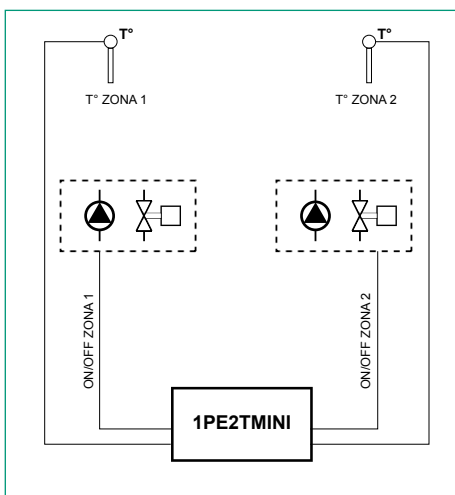 T°
T°
T° ZONA 1
T° ZONA 2
ON/OFF ZONA 1
ON/OFF ZONA 2
1PE2TMINI